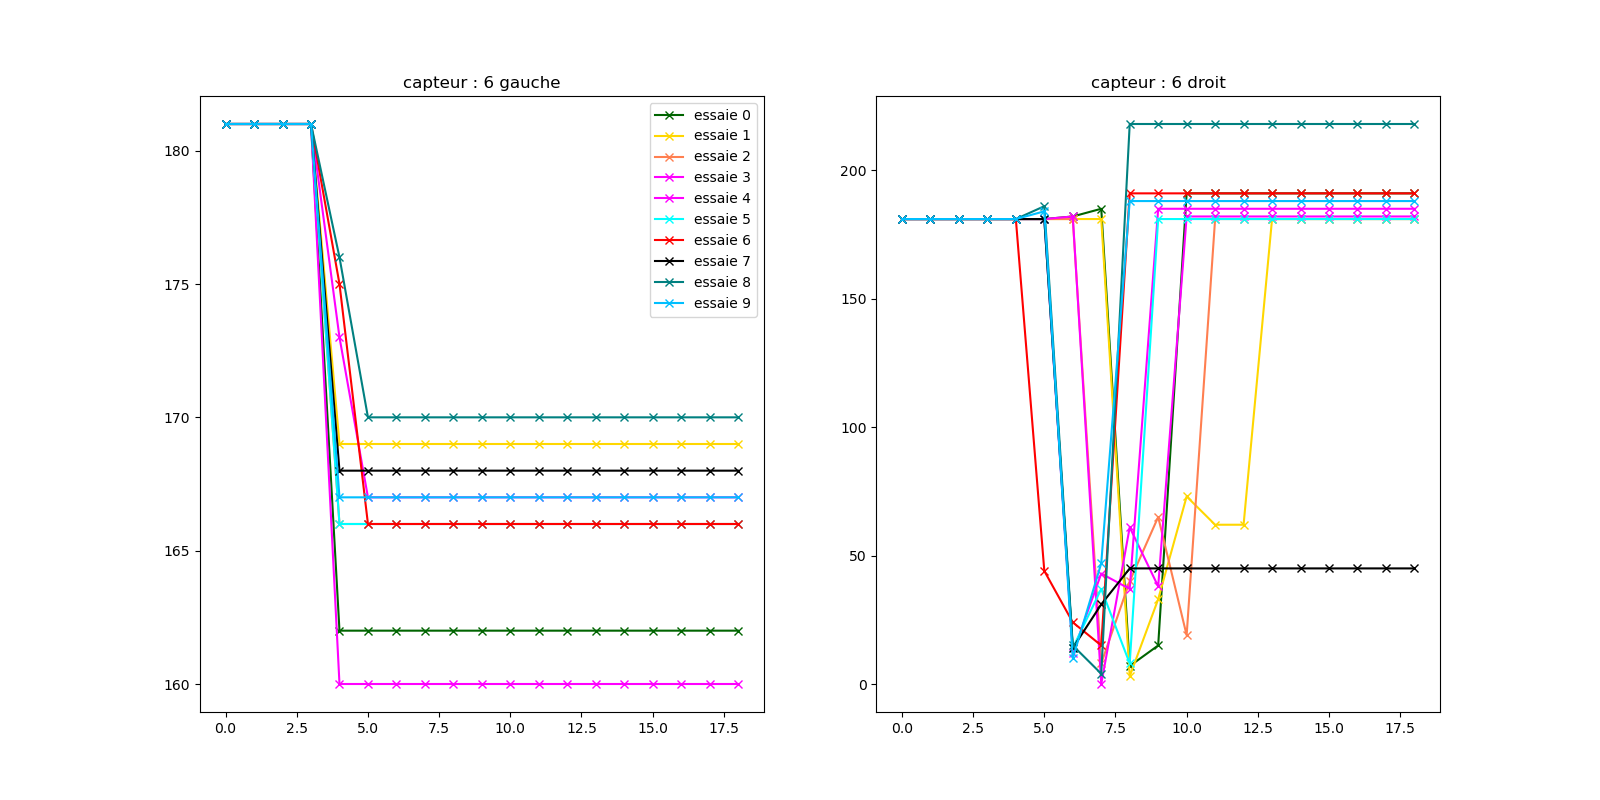 capteur : 6 gauche
180
175
170
165
160
0.0 2.5 5.0 7.5 10.0 12.5 15.0 17.5
essaie 0
essaie 1
essaie 2
essaie 3
essaie 4
essaie 5
essaie 6
essaie 7
essaie 8
essaie 9
capteur : 6 droit
200
150
100
50
0
0.0 2.5 5.0 7.5 10.0 12.5 15.0 17.5